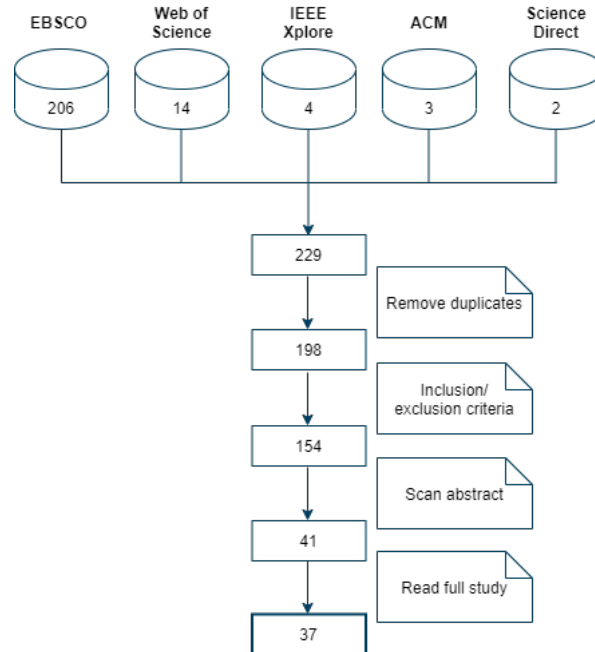 EBSCO
Web of
Science
IEEE
Xplore
ACM
Science
Direct
206
14
4
3
2
229
Remove duplicates
198
Inclusion/
exclusion criteria
154
Scan abstract
41
Read full study
37